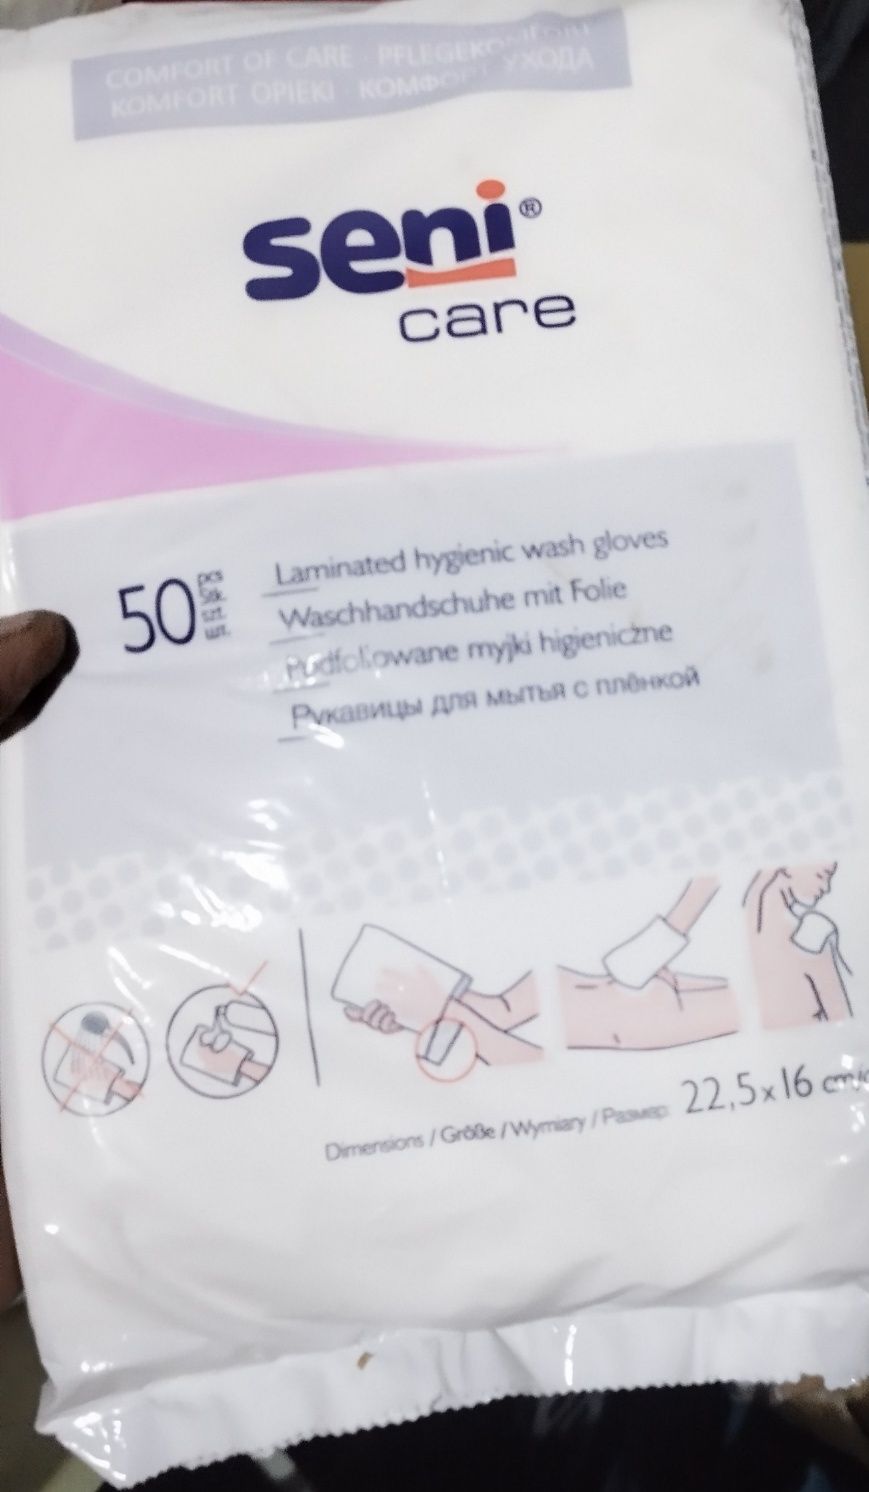 COMFORT OF CARE · PFLEGEKOMFORT
KOMFORT OPIEKI · КОМФОРТ УХОДА
seni®
care
50 pcs
Stk.
szt.
шт.
Laminated hygienic wash gloves
Waschhandschuhe mit Folie
Podfoliowane myjki higieniczne
Рукавицы для мытья с плёнкой
Dimensions / Größe / Wymiary / Размер: 22,5 x 16 cm/